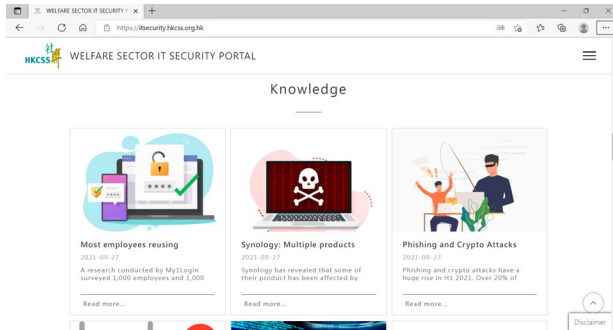 WELFARE SECTOR IT SECURITY
https://itsecurity.hkcss.org.hk
社
HKCSS
WELFARE SECTOR IT SECURITY PORTAL
Knowledge
Most employees reusing
2021-09-27
A research conducted by My1Login
surveyed 1,000 employees and 1,000
Read more...
Synology: Multiple products
2021-09-27
Synology has revealed that some of
their product has been affected by
Read more...
Phishing and Crypto Attacks
2021-09-27
Phishing and crypto attacks have a
huge rise in H1 2021. Over 20% of
Read more...
Disclaimer